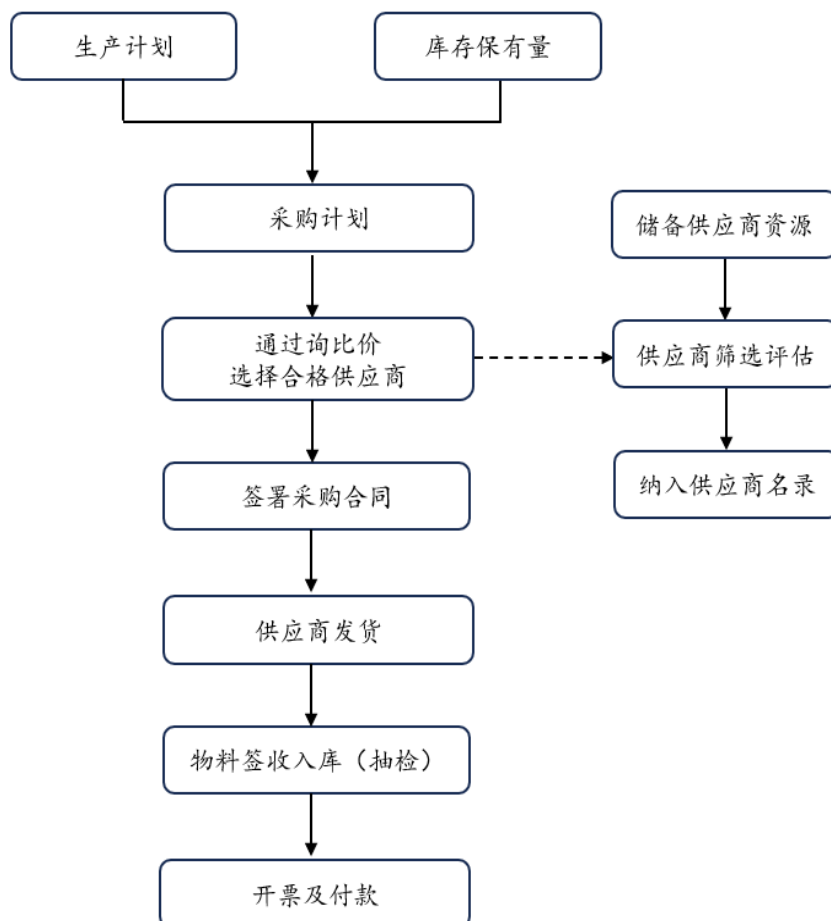 生产计划
库存保有量
采购计划
储备供应商资源
通过询比价
选择合格供应商
供应商筛选评估
签署采购合同
纳入供应商名录
供应商发货
物料签收入库（抽检）
开票及付款